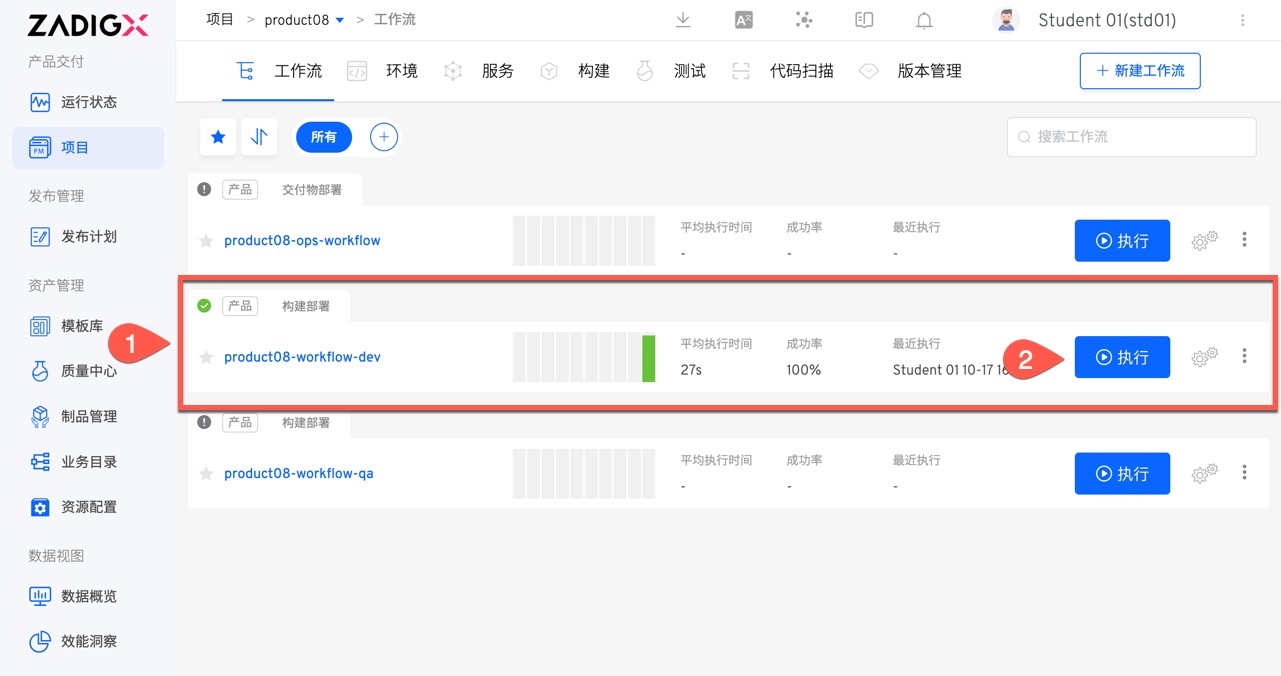 ZADIGX
项目 > product08 > 工作流
Student 01(std01)
产品交付
运行状态
项目
发布管理
发布计划
资产管理
模板库
质量中心
制品管理
业务目录
资源配置
数据视图
数据概览
效能洞察
工作流 环境 服务 构建 测试 代码扫描 版本管理
+ 新建工作流
所有
搜索工作流
产品 交付物部署
product08-ops-workflow
平均执行时间 成功率 最近执行
- - -
执行
产品 构建部署
1
product08-workflow-dev
平均执行时间 成功率 最近执行
27s 100% Student 01 10-17
2
执行
产品 构建部署
product08-workflow-qa
平均执行时间 成功率 最近执行
- - -
执行